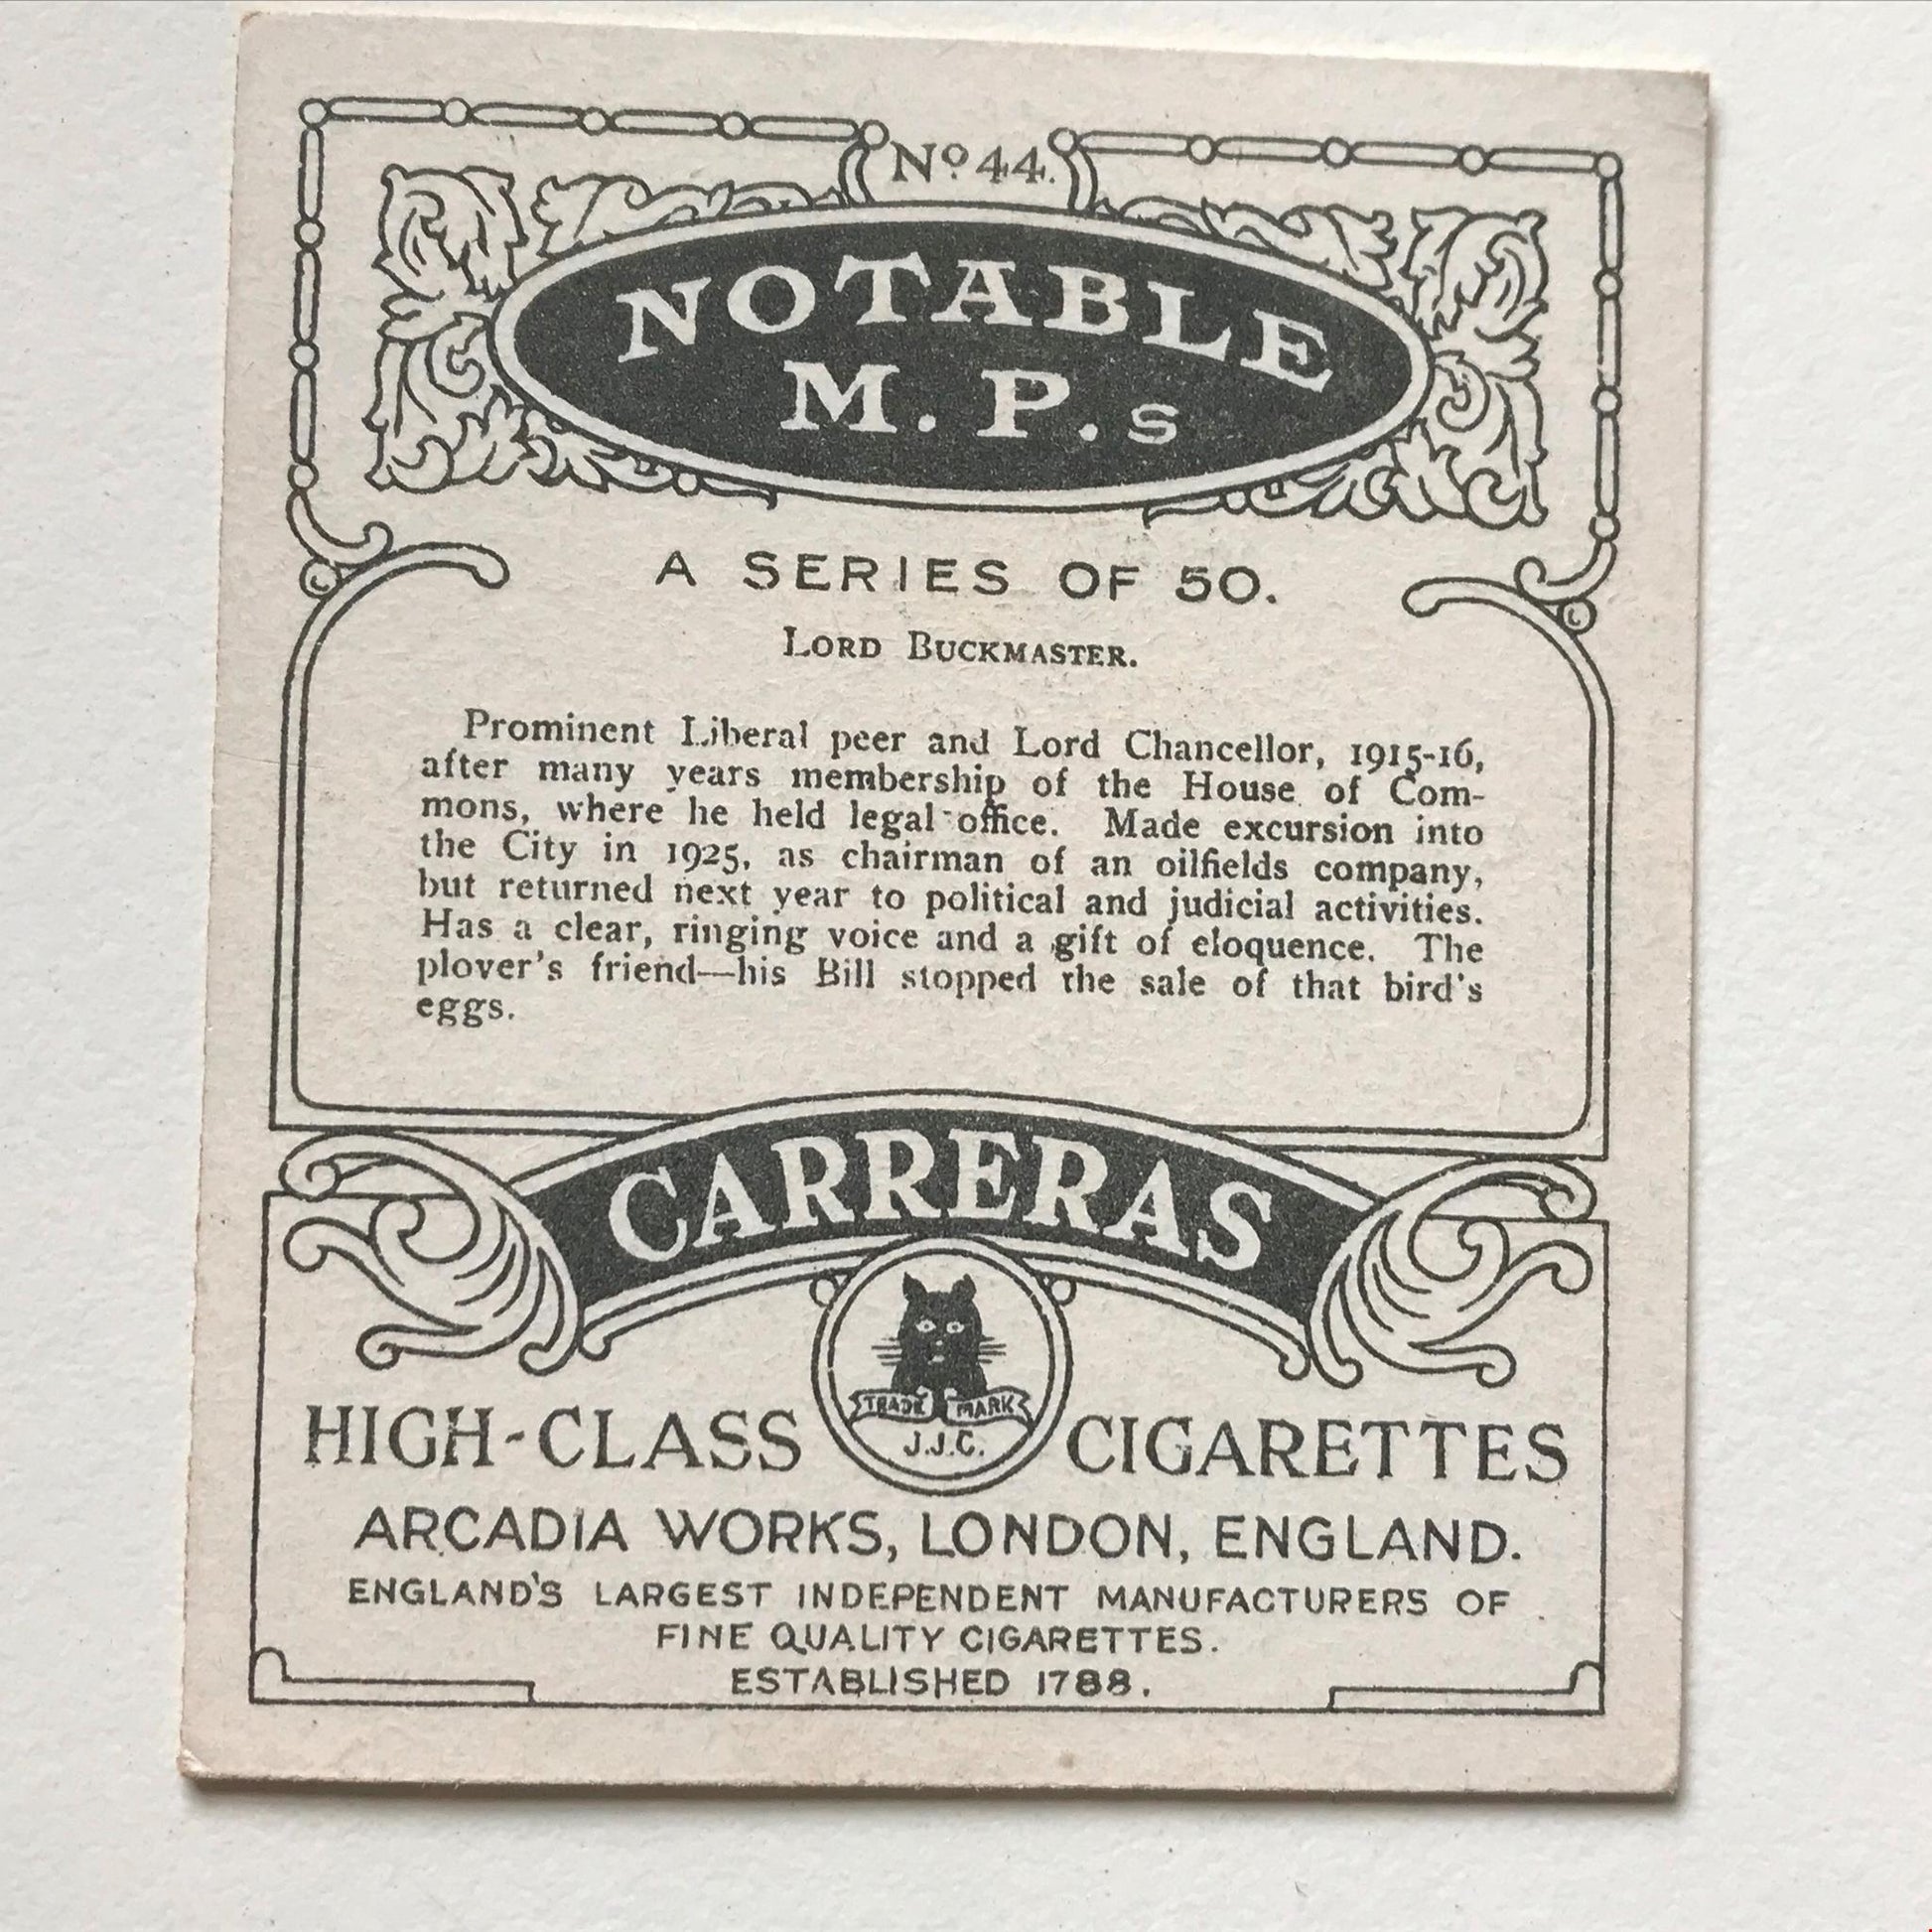 Nº 44.
NOTABLE
M.P.s
A SERIES OF 50.
LORD BUCKMASTER.
Prominent Liberal peer and Lord Chancellor, 1915-16,
after many years membership of the House of Com-
mons, where he held legal office. Made excursion into
the City in 1925, as chairman of an oilfields company,
but returned next year to political and judicial activities.
Has a clear, ringing voice and a gift of eloquence. The
plover's friend—his Bill stopped the sale of that bird's
eggs.
CARRERAS
TRADE MARK
J.J.C.
HIGH-CLASS CIGARETTES
ARCADIA WORKS, LONDON, ENGLAND.
ENGLAND'S LARGEST INDEPENDENT MANUFACTURERS OF
FINE QUALITY CIGARETTES.
ESTABLISHED 1788.